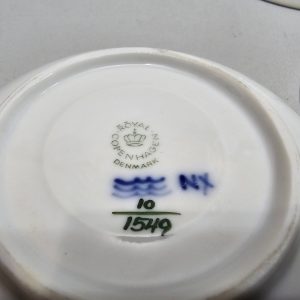 ROYAL
COPENHAGEN
DENMARK
NX
10
1549